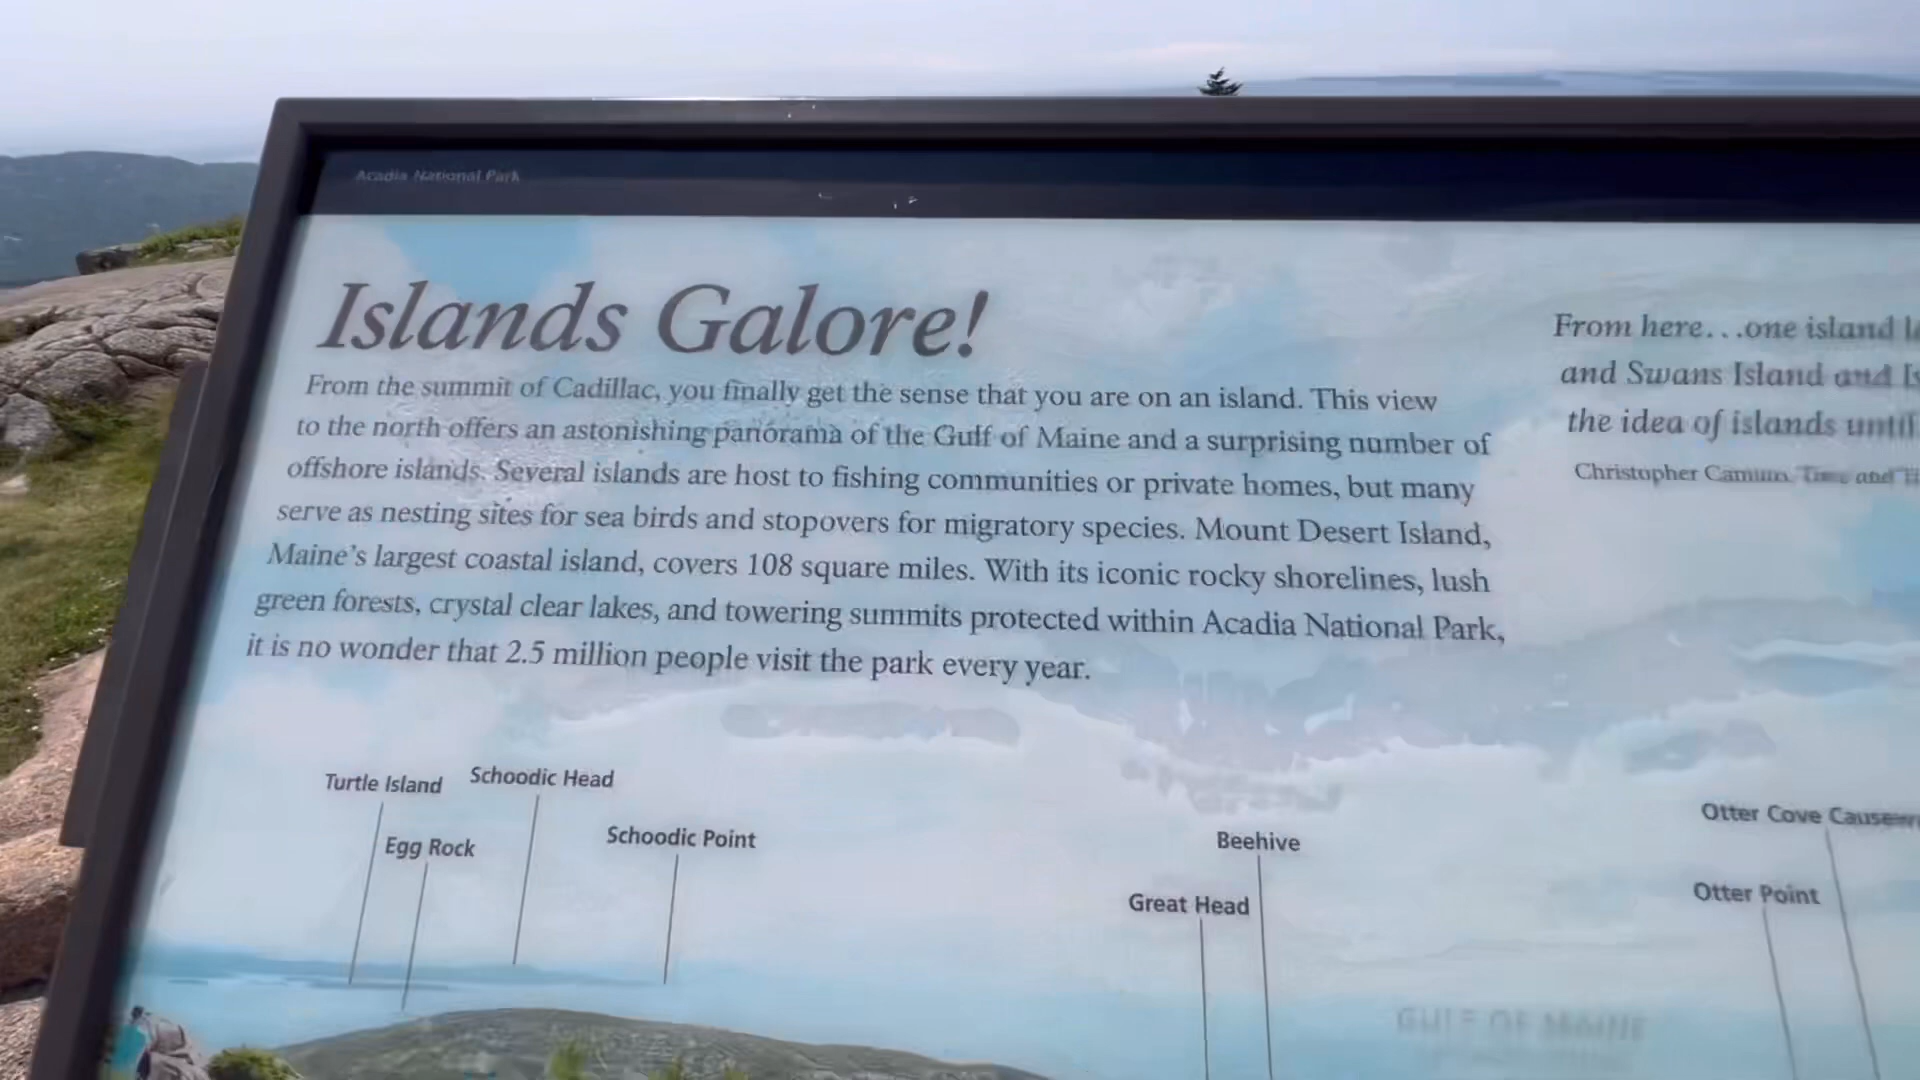 Acadia National Park
Islands Galore!
From the summit of Cadillac, you finally get the sense that you are on an island. This view
to the north offers an astonishing panorama of the Gulf of Maine and a surprising number of
offshore islands. Several islands are host to fishing communities or private homes, but many
serve as nesting sites for sea birds and stopovers for migratory species. Mount Desert Island,
Maine's largest coastal island, covers 108 square miles. With its iconic rocky shorelines, lush
green forests, crystal clear lakes, and towering summits protected within Acadia National Park,
it is no wonder that 2.5 million people visit the park every year.
From here...one island
and Swans Island and
the idea of islands until
Christopher Camuto, Time and
Turtle Island
Schoodic Head
Egg Rock
Schoodic Point
Beehive
Great Head
Otter Cove
Otter Point
GULF OF MAINE